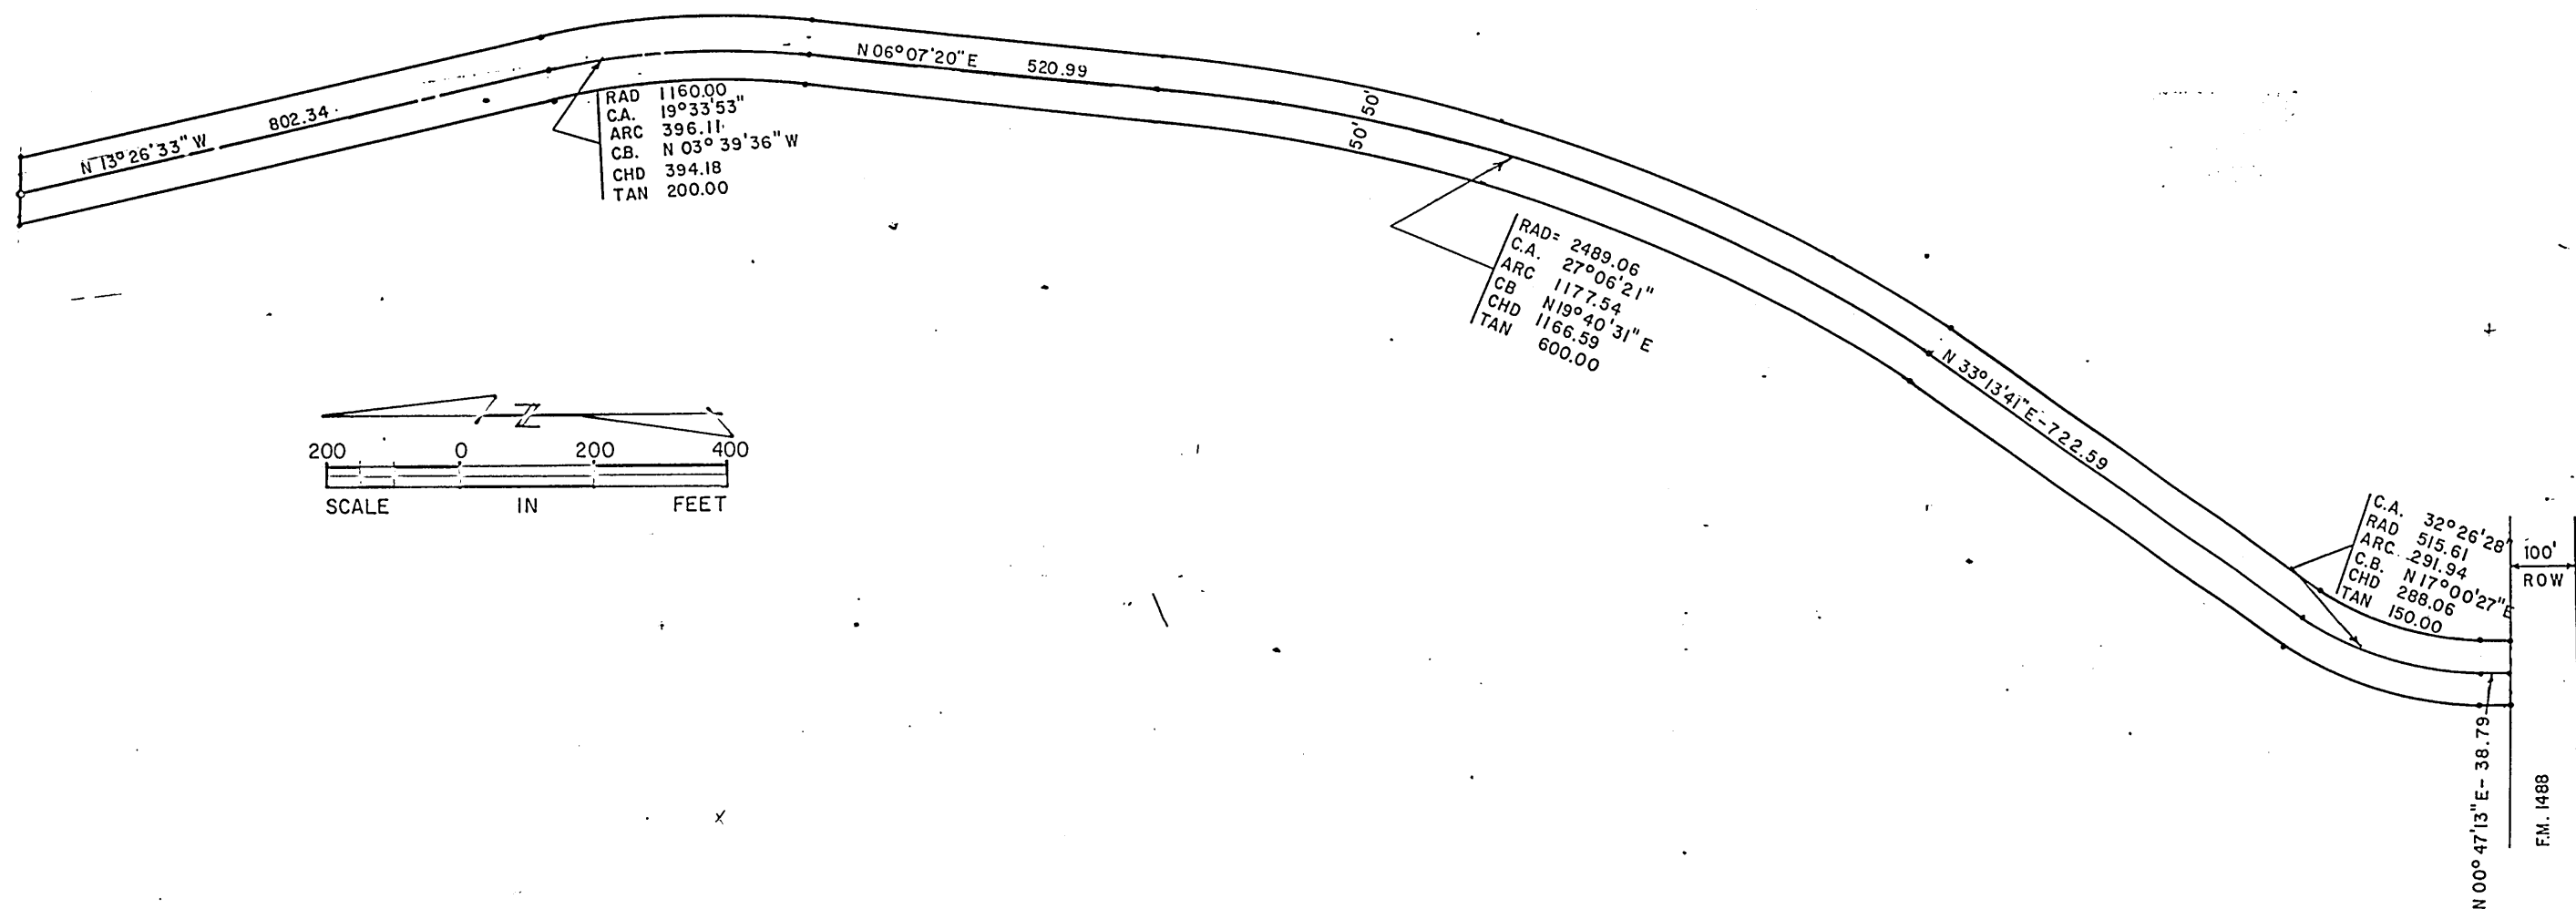 N 13° 26'33" W
802.34
RAD 1160.00
C.A. 19°33'53"
ARC 396.11
CB. N 03° 39'36" W
CHD 394.18
TAN 200.00
N 06° 07'20" E 520.99
50' 50'
RAD= 2489.06
C.A. 27°06'21"
ARC 1177.54
CB N19°40'31" E
CHD 1166.59
TAN 600.00
N 33°13'41" E-722.59
Z
200 0 200 400
SCALE IN FEET
C.A. 32°26'28"
RAD 515.61
ARC 291.94
C.B. N17°00'27"E
CHD 288.06
TAN 150.00
100'
ROW
N 00° 47'13" E- 38.79
F.M. 1488